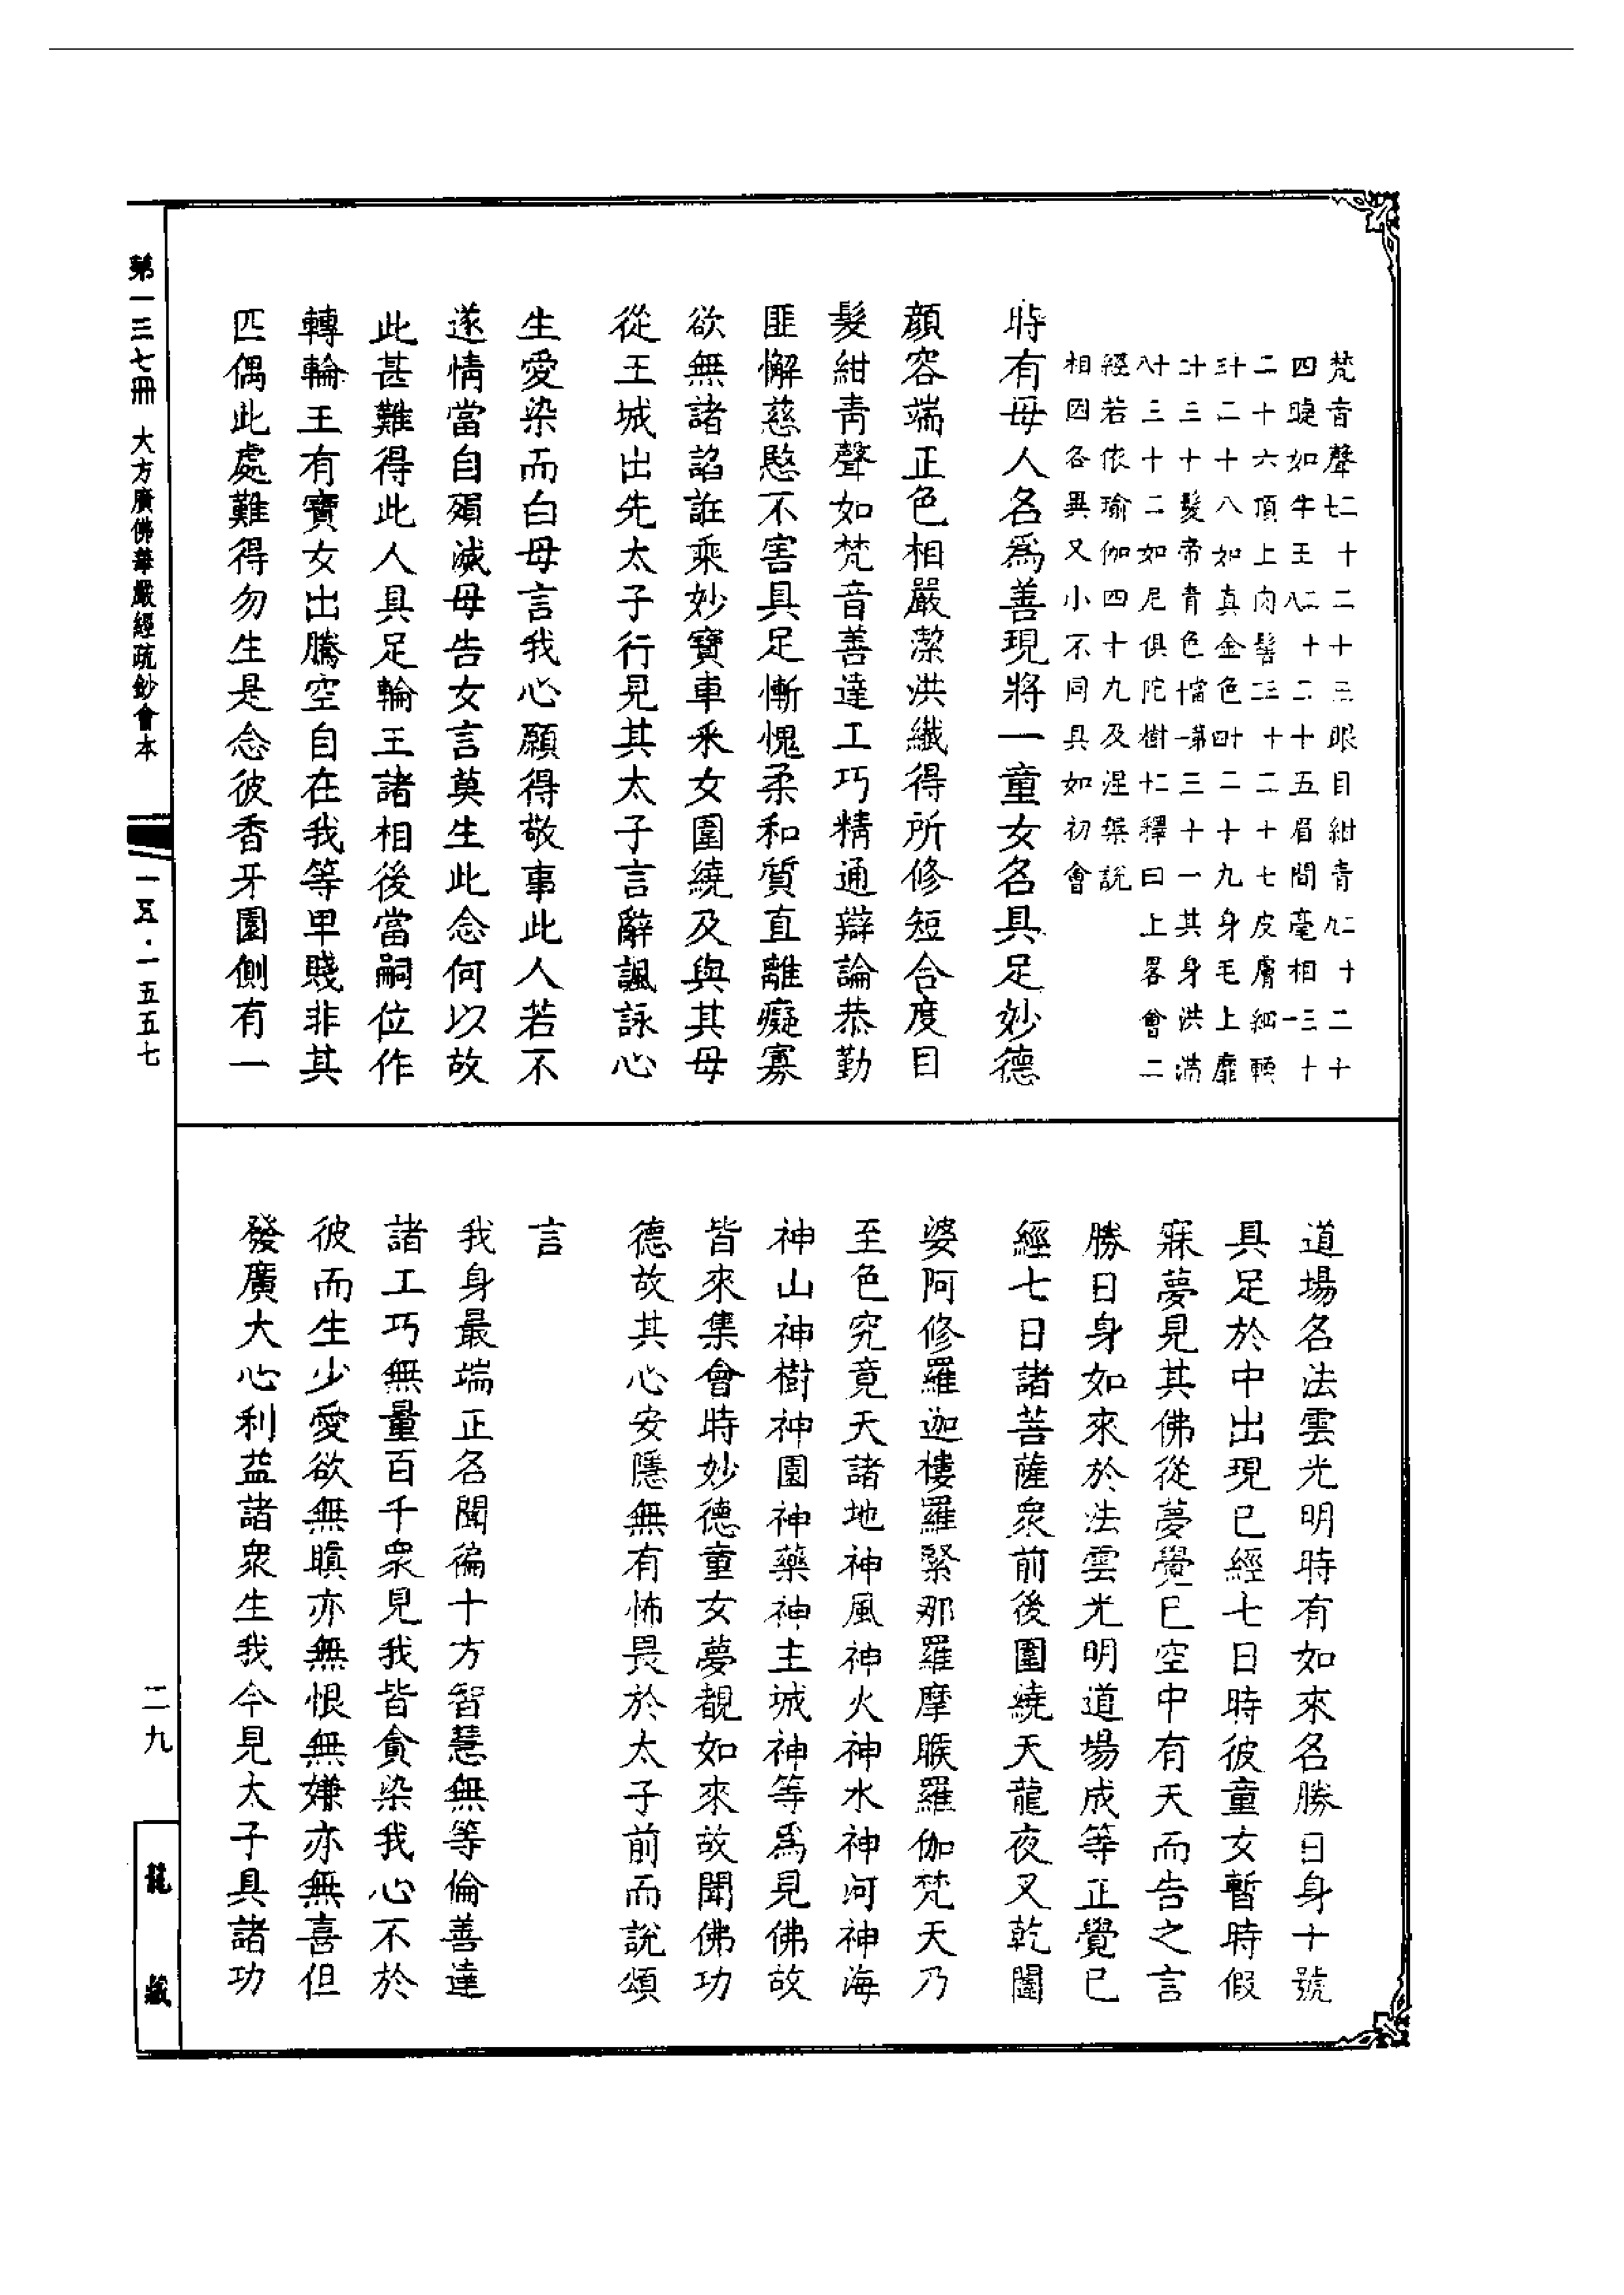 梵音聲二十二二十三眼目紺青九二十二十
四睫如牛王八二十二十五眉間毫相一三十
二十六頂上肉髻三十二二十七皮膚細軟
三十二十八如真金色四十二十九身毛上靡
二十三十髮帝青色檔十一第三十一其身洪滿
八十三十二如尼俱陀樹二十釋曰上畧會二
經若依瑜伽四十九及涅槃說
相因各異又小不同具如初會
時有母人名爲善現將一童女名具足妙德
顔容端正色相嚴潔洪纖得所修短合度目
髮紺青聲如梵音善達工巧精通辯論恭勤
匪懈慈愍不害具足慚愧柔和質直離癡寡
欲無諸諂誑乘妙寶車釆女圍繞及與其母
從王城出先太子行見其太子言辭諷詠心
生愛染而白母言我心願得敬事此人若不
遂情當自殞滅母告女言莫生此念何以故
此甚難得此人具足輪王諸相後當嗣位作
轉輪王有寶女出騰空自在我等卑賤非其
匹偶此處難得勿生是念彼香牙園側有一
道場名法雲光明時有如來名勝日身十號
具足於中出現已經七日時彼童女暫時假
寐夢見其佛從夢覺已空中有天而告之言
勝日身如來於法雲光明道場成等正覺已
經七日諸菩薩衆前後圍繞天龍夜叉乾闥
婆阿修羅迦樓羅緊那羅摩睺羅伽梵天乃
至色究竟天諸地神風神火神水神河神海
神山神樹神園神藥神主城神等爲見佛故
皆來集會時妙德童女夢覩如來故聞佛功
德故其心安隱無有怖畏於太子前而說頌
言
我身最端正名聞徧十方智慧無等倫善達
諸工巧無量百千衆見我皆貪染我心不於
彼而生少愛欲無瞋亦無恨無嫌亦無喜但
發廣大心利益諸衆生我今見太子具諸功
第一三七冊 大方廣佛華嚴經疏鈔會本 一五·一五五七
二九
龍藏